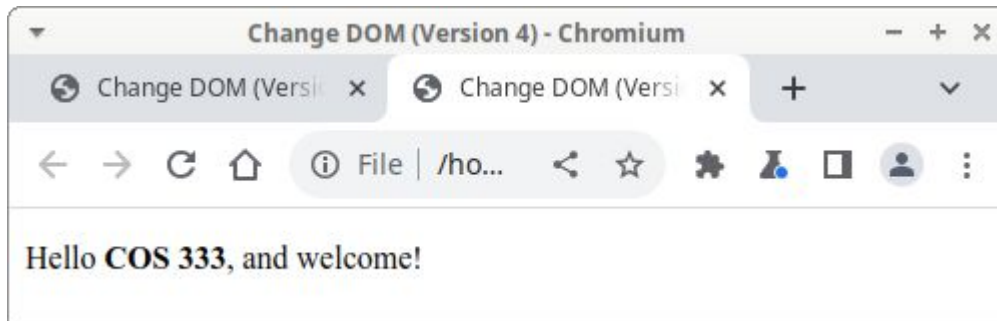 Change DOM (Version 4) - Chromium
Change DOM (Versi Change DOM (Versi
File /ho...
Hello COS 333, and welcome!